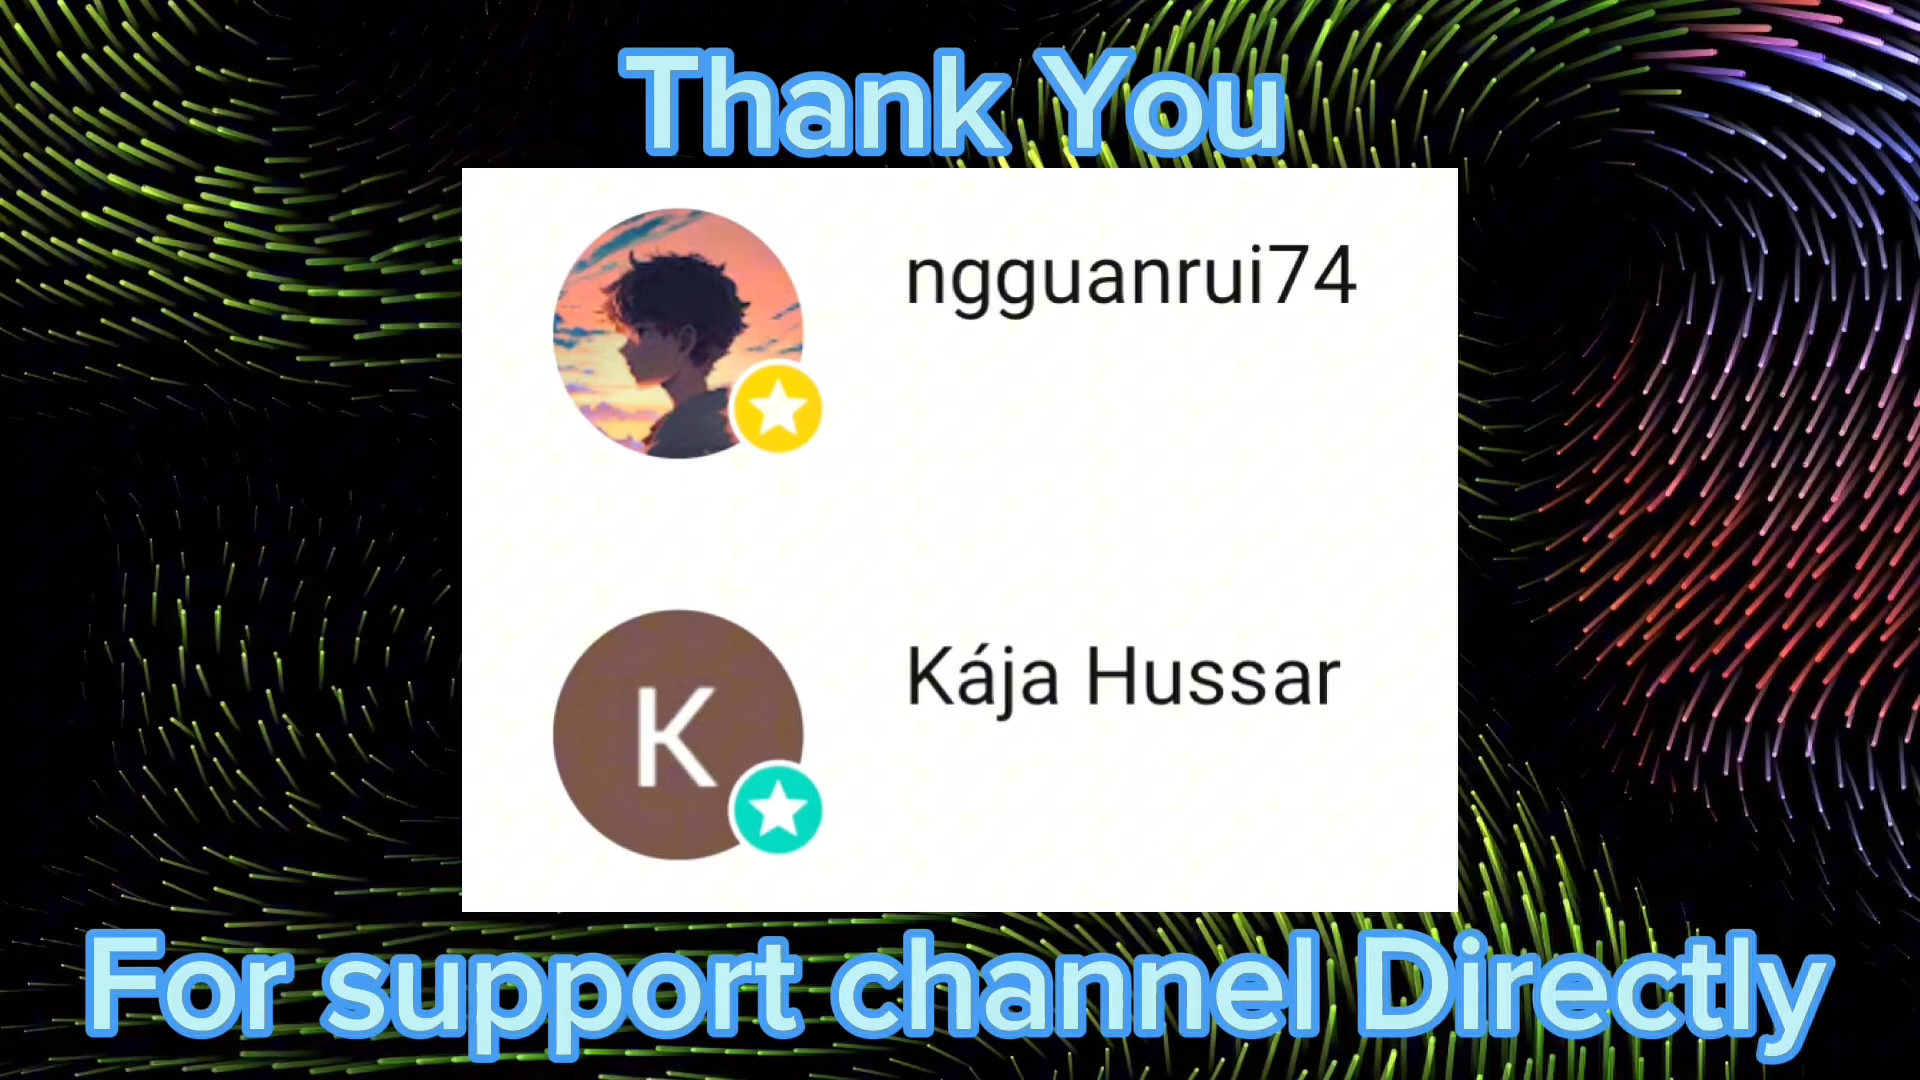 Thank You
ngguanrui74
K
Kája Hussar
For support channel Directly